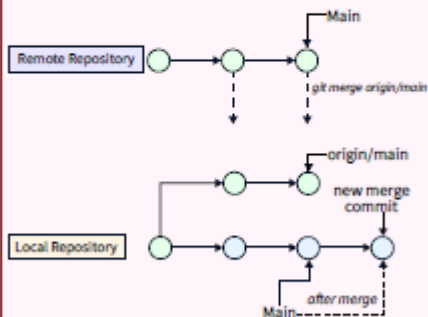 Main
Remote Repository
git merge origin/main
origin/main
new merge
commit
Local Repository
after merge
Main